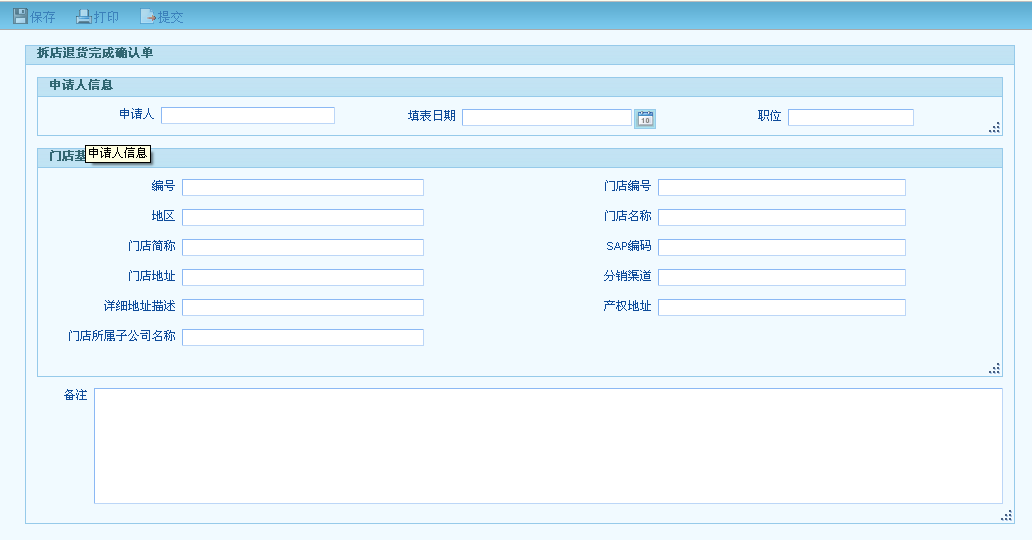 保存 打印 提交
拆店退货完成确认单
申请人信息
申请人 填表日期 10 职位
门店基
申请人信息
编号 门店编号
地区 门店名称
门店简称 SAP编码
门店地址 分销渠道
详细地址描述 产权地址
门店所属子公司名称
备注